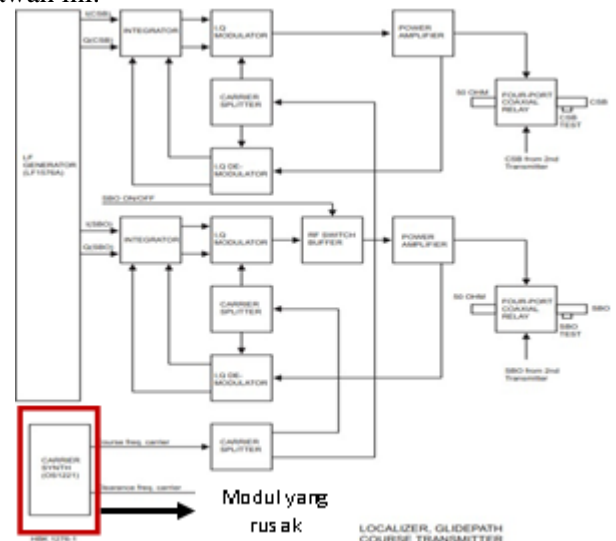 I(CSB)
Q(CSB)
INTEGRATOR
I.Q
MODULATOR
POWER
AMPLIFIER
CARRIER
SPLITTER
50 OHM
FOUR-PORT
COAXIAL
RELAY
CSB
CSB
TEST
LF
GENERATOR
(LF1576A)
I.Q DE-
MODULATOR
CSB from 2nd
Transmitter
SBO ON/OFF
I(SBO)
Q(SBO)
INTEGRATOR
I.Q
MODULATOR
RF SWITCH
BUFFER
POWER
AMPLIFIER
CARRIER
SPLITTER
50 OHM
FOUR-PORT
COAXIAL
RELAY
SBO
SBO
TEST
I.Q DE-
MODULATOR
SBO from 2nd
Transmitter
CARRIER
SYNTH
(OS1221)
course freq. carrier
CARRIER
SPLITTER
clearance freq. carrier
Modul yang
rusak
LOCALIZER, GLIDEPATH
COURSE TRANSMITTER